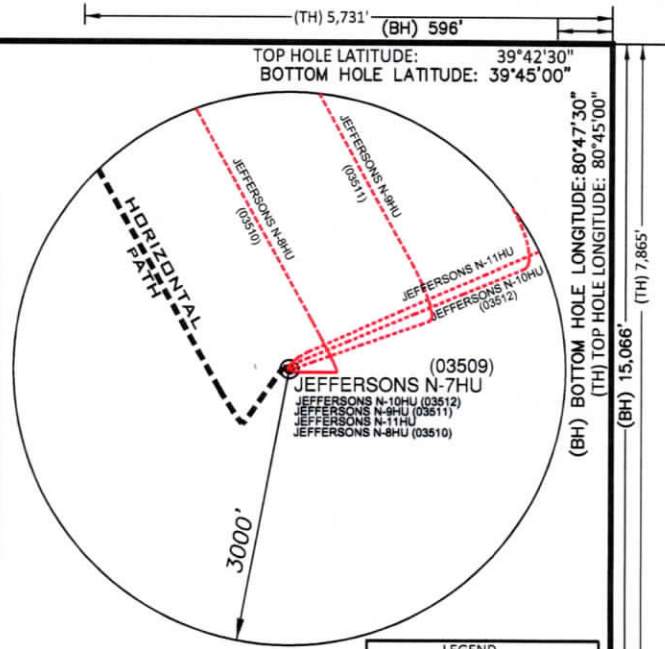 (TH) 5,731'
(BH) 596'
TOP HOLE LATITUDE: 39°42'30"
BOTTOM HOLE LATITUDE: 39°45'00"
(BH) BOTTOM HOLE LONGITUDE: 80°47'30"
(TH) TOP HOLE LONGITUDE: 80°45'00"
(TH) 7,865'
(BH) 15,066'
HORIZONTAL
PATH
JEFFERSONS N-8HU
(03510)
JEFFERSONS N-9HU
(03511)
JEFFERSONS N-11HU
JEFFERSONS N-10HU
(03512)
(03509)
JEFFERSONS N-7HU
JEFFERSONS N-10HU (03512)
JEFFERSONS N-9HU (03511)
JEFFERSONS N-11HU
JEFFERSONS N-8HU (03510)
3000'
LEGEND